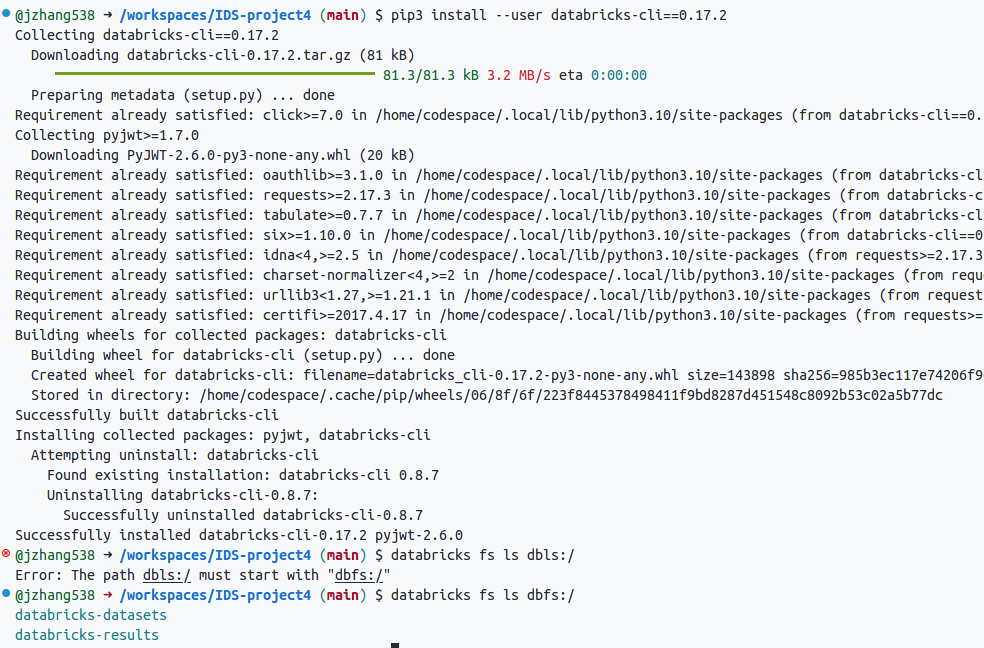 @jzhang538 → /workspaces/IDS-project4 (main) $ pip3 install --user databricks-cli==0.17.2
Collecting databricks-cli==0.17.2
Downloading databricks-cli-0.17.2.tar.gz (81 kB)
81.3/81.3 kB 3.2 MB/s eta 0:00:00
Preparing metadata (setup.py) ... done
Requirement already satisfied: click>=7.0 in /home/codespace/.local/lib/python3.10/site-packages (from databricks-cli==0.
Collecting pyjwt>=1.7.0
Downloading PyJWT-2.6.0-py3-none-any.whl (20 kB)
Requirement already satisfied: oauthlib>=3.1.0 in /home/codespace/.local/lib/python3.10/site-packages (from databricks-cl
Requirement already satisfied: requests>=2.17.3 in /home/codespace/.local/lib/python3.10/site-packages (from databricks-c
Requirement already satisfied: tabulate>=0.7.7 in /home/codespace/.local/lib/python3.10/site-packages (from databricks-cl
Requirement already satisfied: six>=1.10.0 in /home/codespace/.local/lib/python3.10/site-packages (from databricks-cli==0
Requirement already satisfied: idna<4,>=2.5 in /home/codespace/.local/lib/python3.10/site-packages (from requests>=2.17.3
Requirement already satisfied: charset-normalizer<4,>=2 in /home/codespace/.local/lib/python3.10/site-packages (from requ
Requirement already satisfied: urllib3<1.27,>=1.21.1 in /home/codespace/.local/lib/python3.10/site-packages (from request
Requirement already satisfied: certifi>=2017.4.17 in /home/codespace/.local/lib/python3.10/site-packages (from requests>=
Building wheels for collected packages: databricks-cli
Building wheel for databricks-cli (setup.py) ... done
Created wheel for databricks-cli: filename=databricks_cli-0.17.2-py3-none-any.whl size=143898 sha256=985b3ec117e74206f9
Stored in directory: /home/codespace/.cache/pip/wheels/06/8f/6f/223f8445378498411f9bd8287d451548c8092b53c02a5b77dc
Successfully built databricks-cli
Installing collected packages: pyjwt, databricks-cli
Attempting uninstall: databricks-cli
Found existing installation: databricks-cli 0.8.7
Uninstalling databricks-cli-0.8.7:
Successfully uninstalled databricks-cli-0.8.7
Successfully installed databricks-cli-0.17.2 pyjwt-2.6.0
@jzhang538 → /workspaces/IDS-project4 (main) $ databricks fs ls dbls:/
Error: The path dbls:/ must start with "dbfs:/"
@jzhang538 → /workspaces/IDS-project4 (main) $ databricks fs ls dbfs:/
databricks-datasets
databricks-results